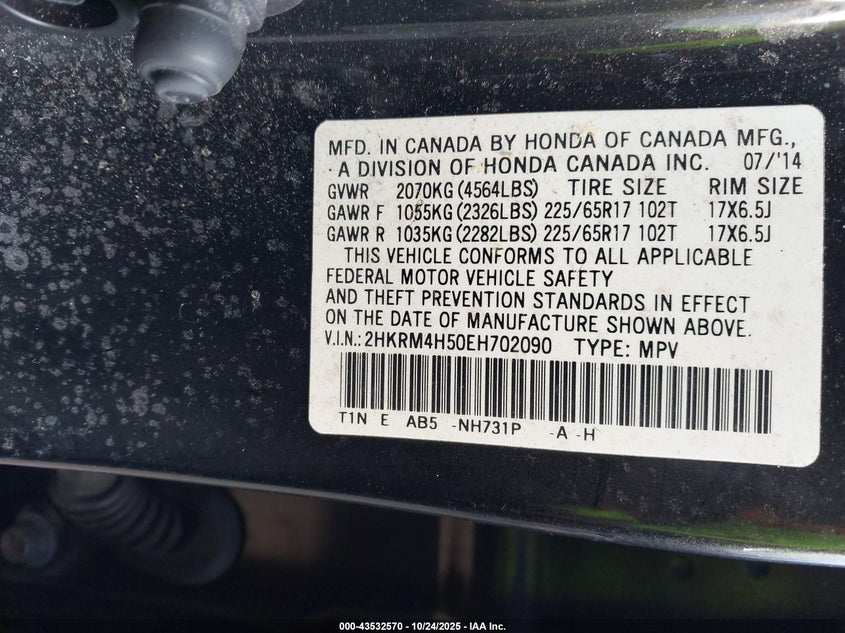 MFD. IN CANADA BY HONDA OF CANADA MFG.,
A DIVISION OF HONDA CANADA INC. 07/'14
GVWR 2070KG (4564LBS) TIRE SIZE RIM SIZE
GAWR F 1055KG (2326LBS) 225/65R17 102T 17X6.5J
GAWR R 1035KG (2282LBS) 225/65R17 102T 17X6.5J
THIS VEHICLE CONFORMS TO ALL APPLICABLE
FEDERAL MOTOR VEHICLE SAFETY
AND THEFT PREVENTION STANDARDS IN EFFECT
ON THE DATE OF MANUFACTURE SHOWN ABOVE.
V.I.N.: 2HKRM4H50EH702090 TYPE: MPV
T1N E AB5 -NH731P -A -H
000-43532570 - 10/24/2025 - IAA Inc.